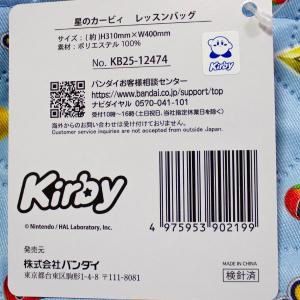 星のカービィ レッスンバッグ
サイズ：（約）H310mm×W400mm
素材：ポリエステル 100%
No. KB25-12474
Kirby
バンダイお客様相談センター
https://www.bandai.co.jp/support/top
ナビダイヤル 0570-041-101
受付時間 10時～16時(土日祝日、当社指定休業日を除く)
海外からのお問い合わせは受け付けておりません。
Customer service inquiries are not accepted from outside Japan.
Kirby
© Nintendo / HAL Laboratory, Inc.
4 975953 902199
発売元
株式会社バンダイ
東京都台東区駒形1-4-8 〒111-8081
MADE IN CHINA
検針済